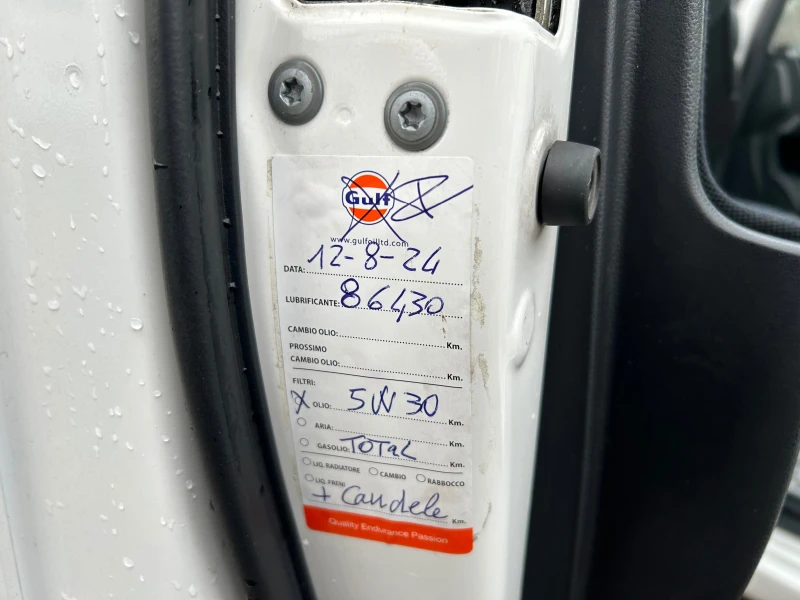 Gulf
www.gulfoilltd.com
DATA: 12-8-24
LUBRIFICANTE: 86430
CAMBIO OLIO: Km.
PROSSIMO
CAMBIO OLIO: Km.
FILTRI:
X OLIO: 5W30 Km.
ARIA: Km.
GASOLIO: TOTAL Km.
LIQ. RADIATORE CAMBIO RABBOCCO
LIQ. FRENI
+ Candele Km.
Quality Endurance Passion